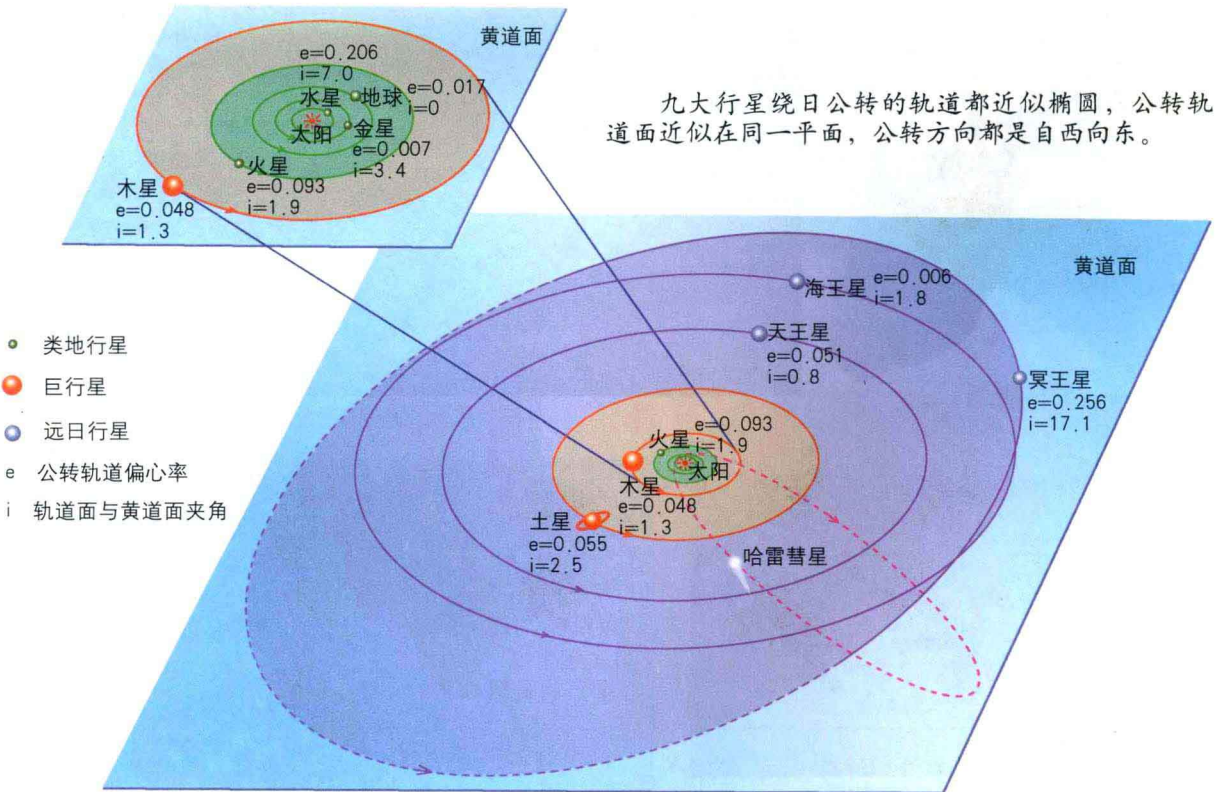 黄道面
e=0.206
i=7.0
水星
地球
e=0.017
i=0
太阳
金星
e=0.007
i=3.4
火星
e=0.093
i=1.9
木星
e=0.048
i=1.3
九大行星绕日公转的轨道都近似椭圆，公转轨
道面近似在同一平面，公转方向都是自西向东。
黄道面
海王星
e=0.006
i=1.8
天王星
e=0.051
i=0.8
冥王星
e=0.256
i=17.1
火星
e=0.093
i=1.9
太阳
木星
e=0.048
i=1.3
土星
e=0.055
i=2.5
哈雷彗星
类地行星
巨行星
远日行星
e 公转轨道偏心率
i 轨道面与黄道面夹角